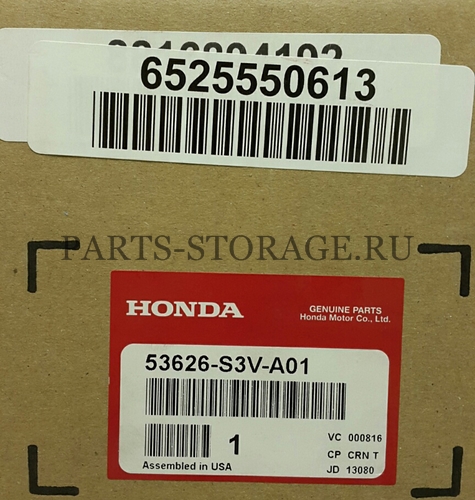 6525550613
PARTS-STORAGE.RU
HONDA
GENUINE PARTS
Honda Motor Co., Ltd.
53626-S3V-A01
1
VC 000816
CP CRN T
JD 13080
Assembled in USA